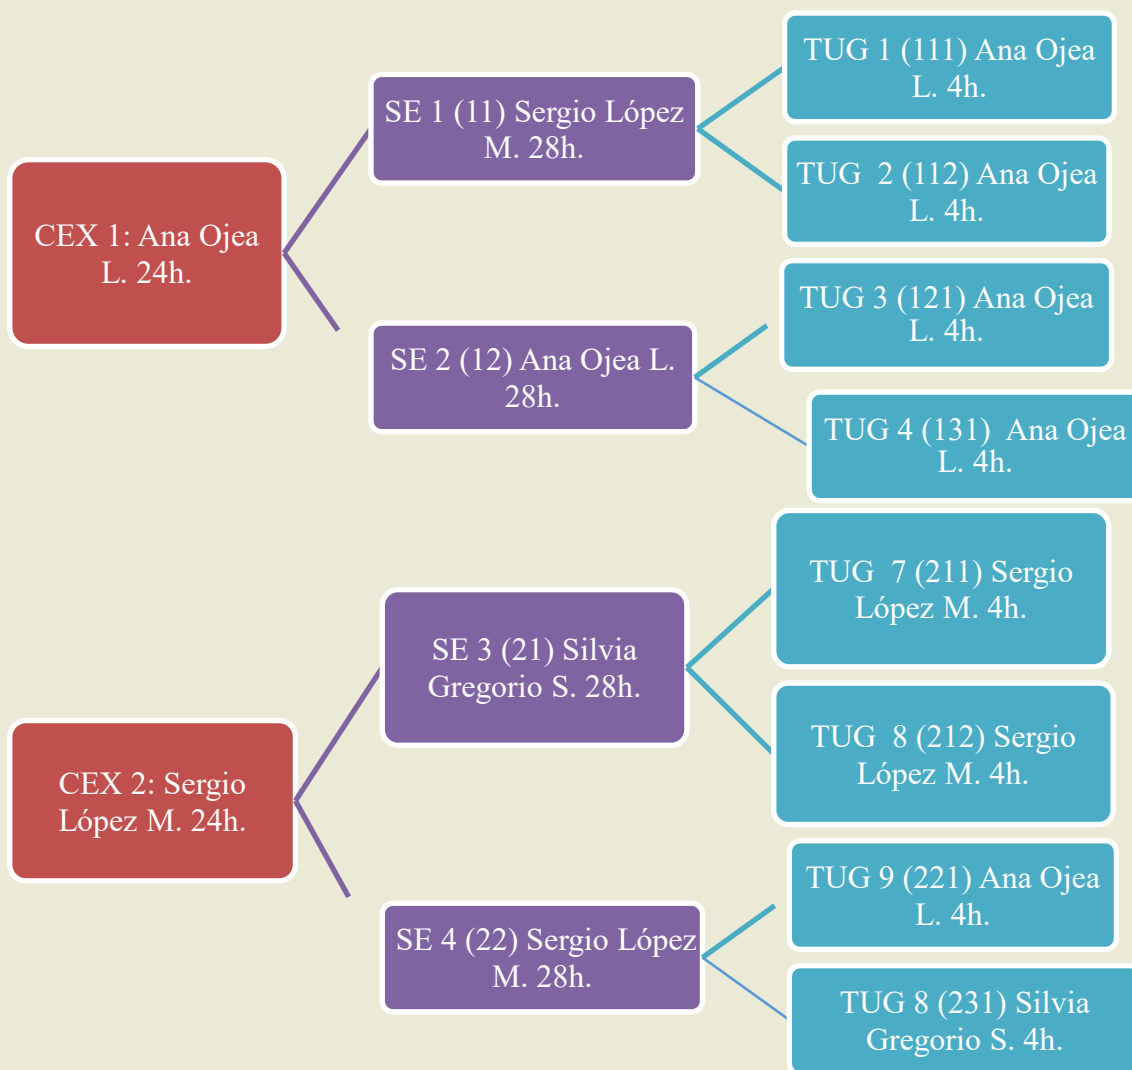 CEX 1: Ana Ojea
L. 24h.
SE 1 (11) Sergio López
M. 28h.
TUG 1 (111) Ana Ojea
L. 4h.
TUG 2 (112) Ana Ojea
L. 4h.
SE 2 (12) Ana Ojea L.
28h.
TUG 3 (121) Ana Ojea
L. 4h.
TUG 4 (131) Ana Ojea
L. 4h.
CEX 2: Sergio
López M. 24h.
SE 3 (21) Silvia
Gregorio S. 28h.
TUG 7 (211) Sergio
López M. 4h.
TUG 8 (212) Sergio
López M. 4h.
SE 4 (22) Sergio López
M. 28h.
TUG 9 (221) Ana Ojea
L. 4h.
TUG 8 (231) Silvia
Gregorio S. 4h.